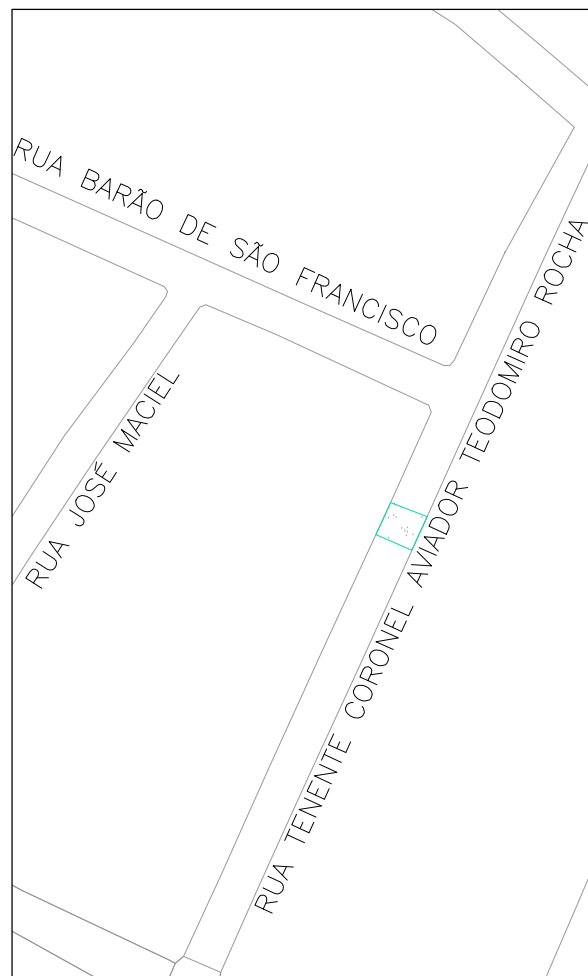 RUA BARÃO DE SÃO FRANCISCO
RUA JOSÉ MACIEL
RUA TENENTE CORONEL AVIADOR TEODOMIRO ROCHA